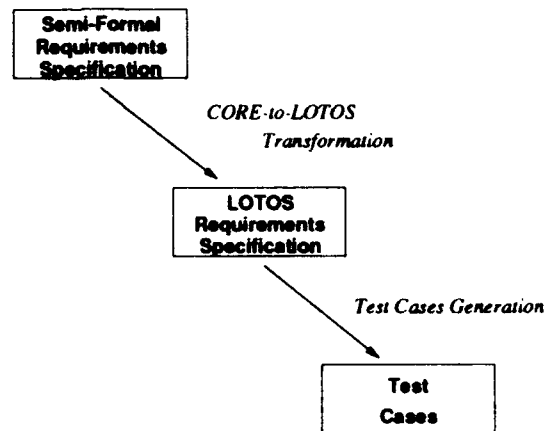 Semi-Formal
Requirements
Specification
CORE-to-LOTOS
Transformation
LOTOS
Requirements
Specification
Test Cases Generation
Test
Cases